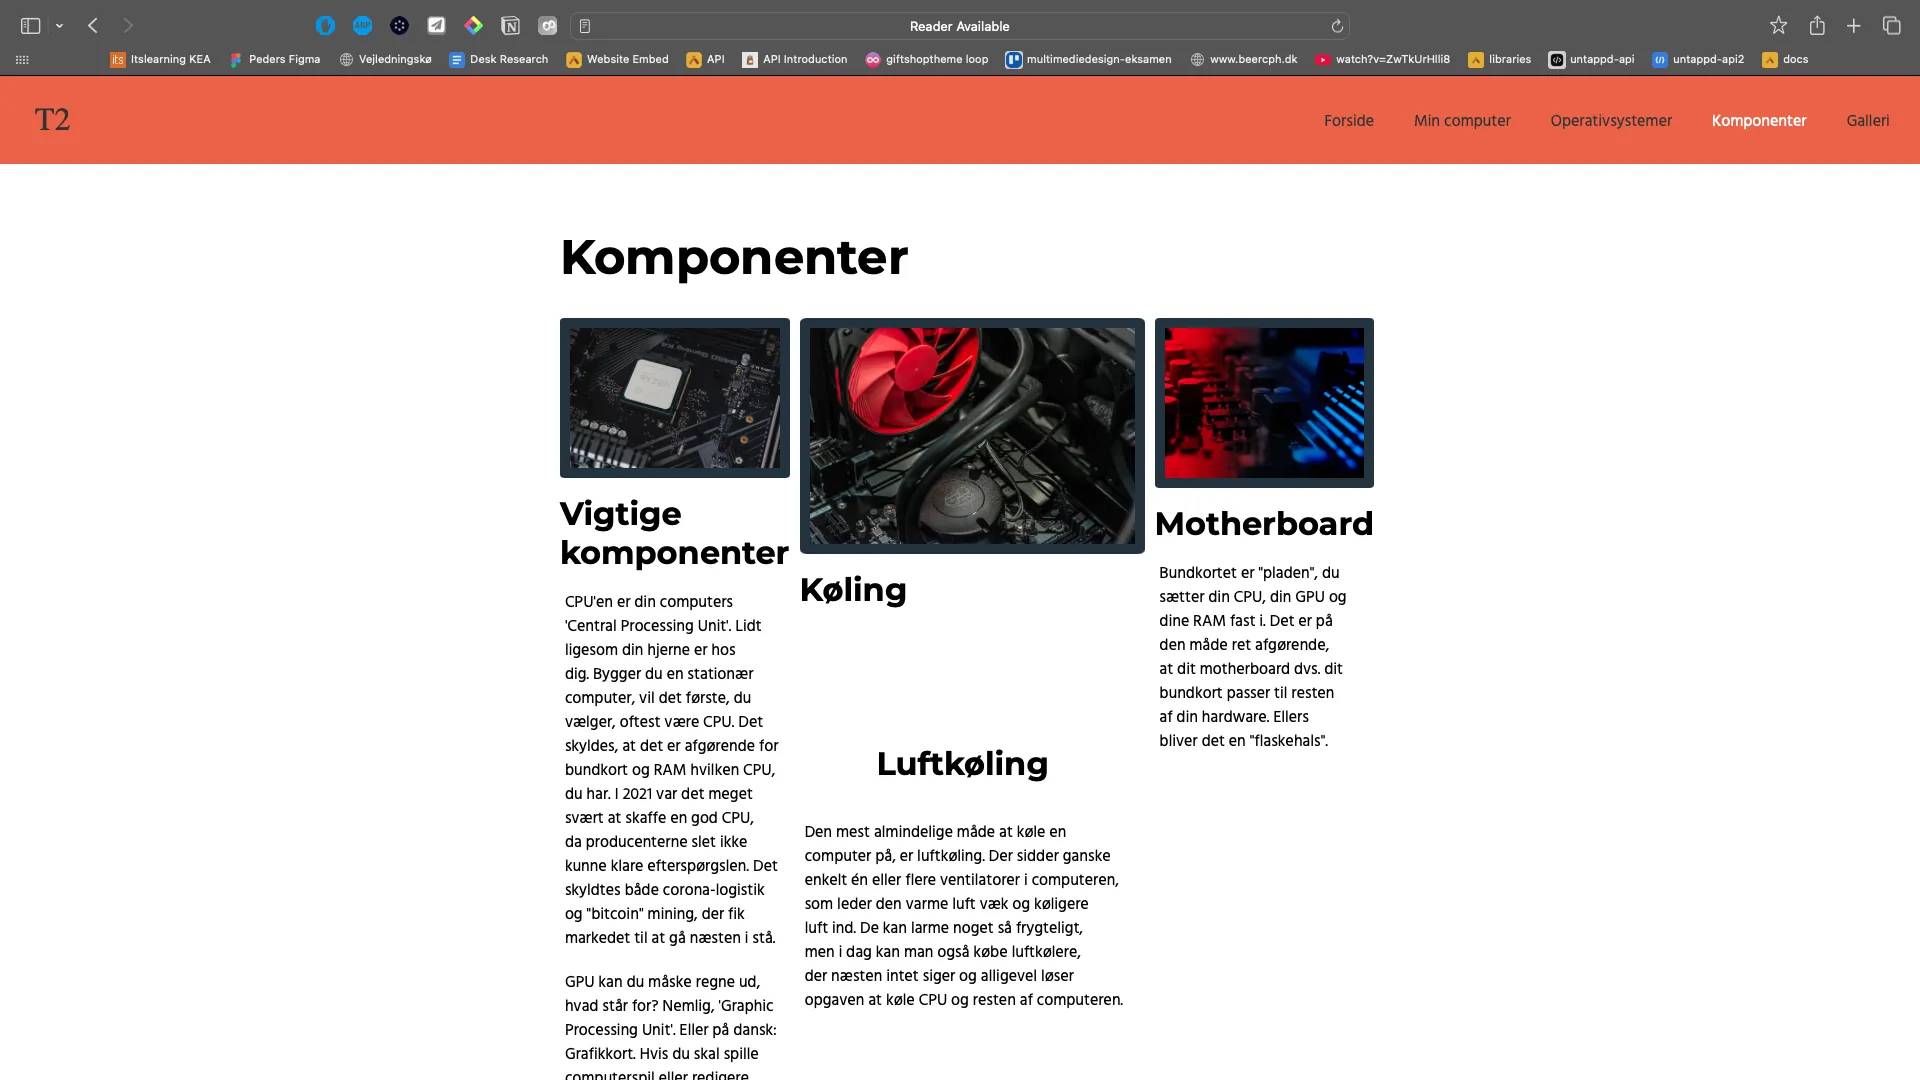 Reader Available
Itslearning KEA
Peders Figma
Vejledningskø
Desk Research
Website Embed
API
API Introduction
giftshoptheme loop
multimediedesign-eksamen
www.beercph.dk
watch?v=ZwTkUrHlli8
libraries
untappd-api
untappd-api2
docs
T2
Forside
Min computer
Operativsystemer
Komponenter
Galleri
Komponenter
Vigtige
komponenter
CPU'en er din computers
'Central Processing Unit'. Lidt
ligesom din hjerne er hos
dig. Bygger du en stationær
computer, vil det første, du
vælger, oftest være CPU. Det
skyldes, at det er afgørende for
bundkort og RAM hvilken CPU,
du har. I 2021 var det meget
svært at skaffe en god CPU,
da producenterne slet ikke
kunne klare efterspørgslen. Det
skyldtes både corona-logistik
og "bitcoin" mining, der fik
markedet til at gå næsten i stå.
GPU kan du måske regne ud,
hvad står for? Nemlig, 'Graphic
Processing Unit'. Eller på dansk:
Grafikkort. Hvis du skal spille
computerspil eller redigere
Køling
Luftkøling
Den mest almindelige måde at køle en
computer på, er luftkøling. Der sidder ganske
enkelt én eller flere ventilatorer i computeren,
som leder den varme luft væk og køligere
luft ind. De kan larme noget så frygteligt,
men i dag kan man også købe luftkølere,
der næsten intet siger og alligevel løser
opgaven at køle CPU og resten af computeren.
Motherboard
Bundkortet er "pladen", du
sætter din CPU, din GPU og
dine RAM fast i. Det er på
den måde ret afgørende,
at dit motherboard dvs. dit
bundkort passer til resten
af din hardware. Ellers
bliver det en "flaskehals".